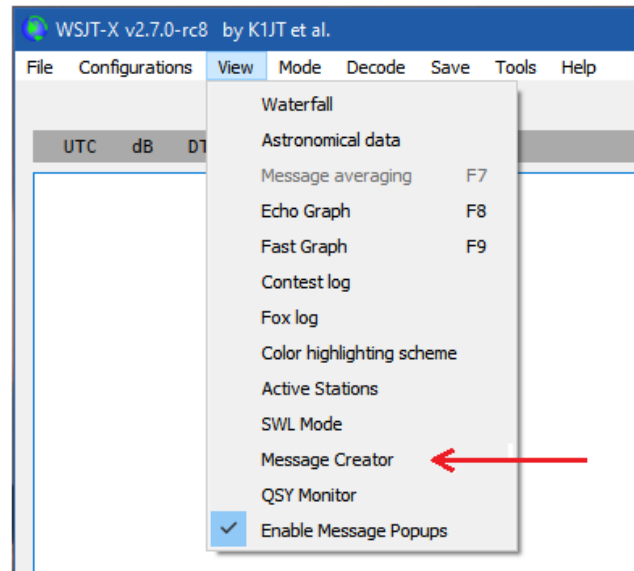 WSJT-X v2.7.0-rc8 by K1JT et al.
File Configurations View Mode Decode Save Tools Help
Waterfall
UTC dB DT
Astronomical data
Message averaging F7
Echo Graph F8
Fast Graph F9
Contest log
Fox log
Color highlighting scheme
Active Stations
SWL Mode
Message Creator
QSY Monitor
Enable Message Popups